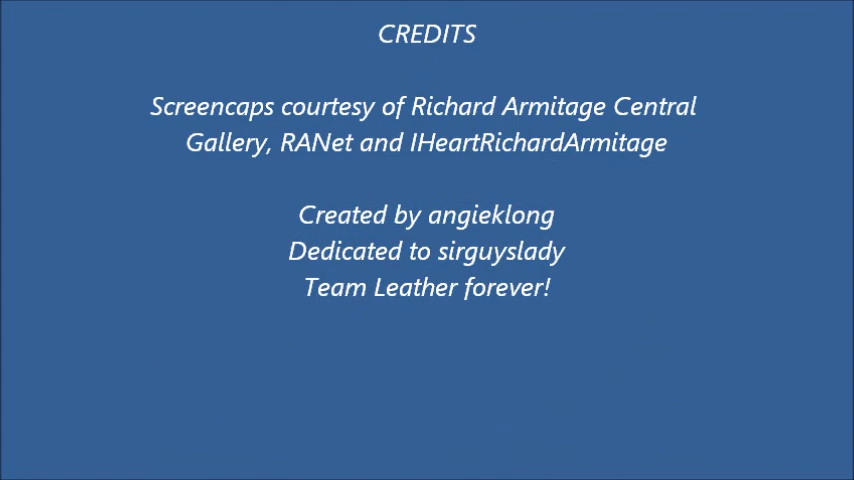 CREDITS
Screencaps courtesy of Richard Armitage Central
Gallery, RANet and IHeartRichardArmitage
Created by angieklong
Dedicated to sirguyslady
Team Leather forever!